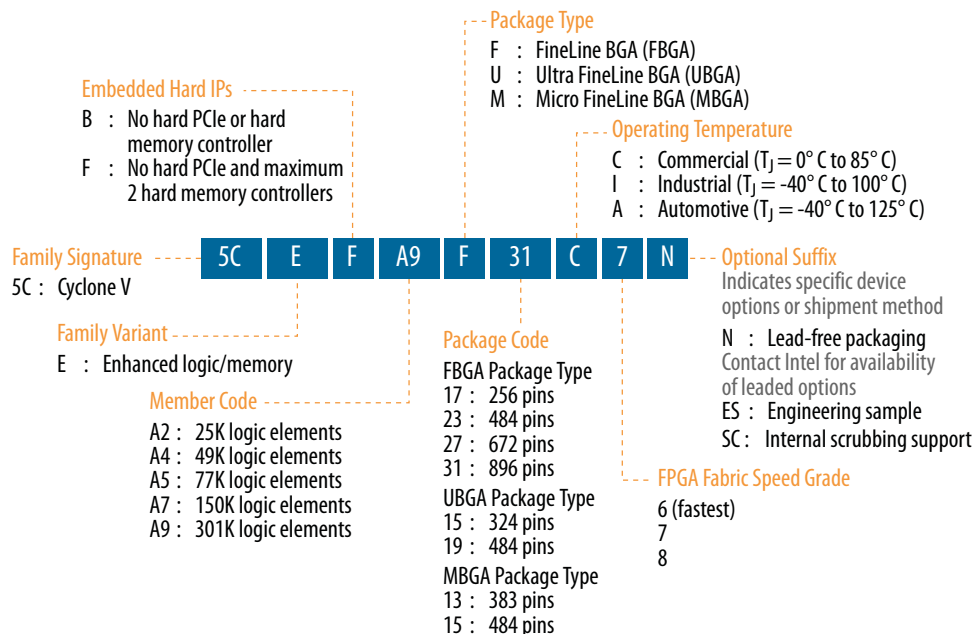 Package Type
F : FineLine BGA (FBGA)
U : Ultra FineLine BGA (UBGA)
M : Micro FineLine BGA (MBGA)
Embedded Hard IPs
B : No hard PCIe or hard
memory controller
F : No hard PCIe and maximum
2 hard memory controllers
Operating Temperature
C : Commercial (TJ = 0° C to 85° C)
I : Industrial (TJ = -40° C to 100° C)
A : Automotive (TJ = -40° C to 125° C)
5C E F A9 F 31 C 7 N
Family Signature
5C : Cyclone V
Family Variant
E : Enhanced logic/memory
Member Code
A2 : 25K logic elements
A4 : 49K logic elements
A5 : 77K logic elements
A7 : 150K logic elements
A9 : 301K logic elements
Package Code
FBGA Package Type
17 : 256 pins
23 : 484 pins
27 : 672 pins
31 : 896 pins
UBGA Package Type
15 : 324 pins
19 : 484 pins
MBGA Package Type
13 : 383 pins
15 : 484 pins
Optional Suffix
Indicates specific device
options or shipment method
N : Lead-free packaging
Contact Intel for availability
of leaded options
ES : Engineering sample
SC : Internal scrubbing support
FPGA Fabric Speed Grade
6 (fastest)
7
8